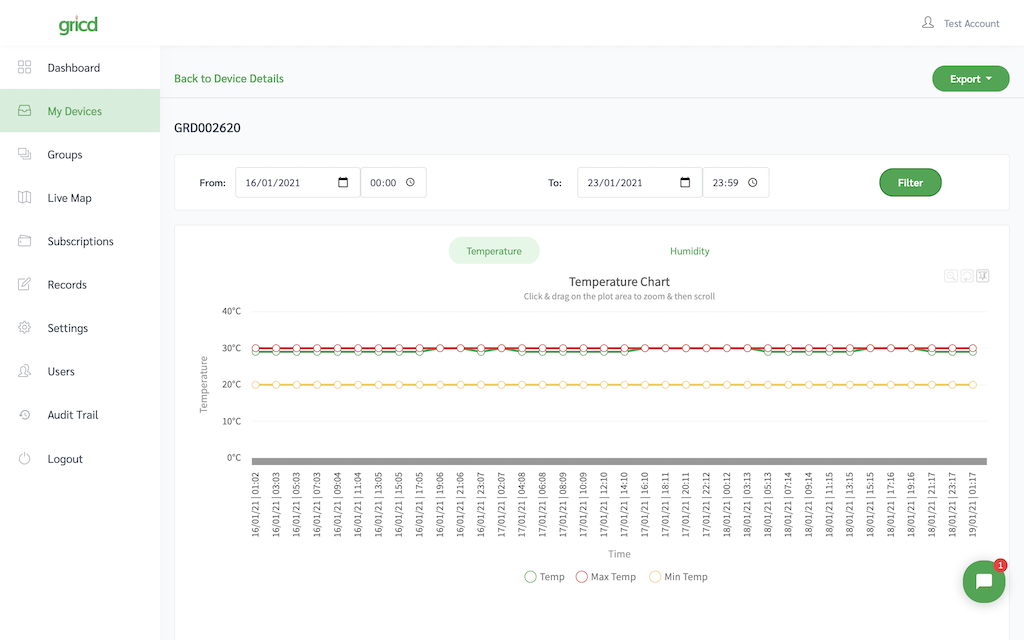 gricd
Test Account
Dashboard
My Devices
Groups
Live Map
Subscriptions
Records
Settings
Users
Audit Trail
Logout
Back to Device Details
Export
GRD002620
From: 16/01/2021 00:00 To: 23/01/2021 23:59 Filter
Temperature Humidity
Temperature Chart
Click & drag on the plot area to zoom & then scroll
Temperature
40°C
30°C
20°C
10°C
0°C
16/01/21 | 01:02
16/01/21 | 03:03
16/01/21 | 05:03
16/01/21 | 07:03
16/01/21 | 09:04
16/01/21 | 11:04
16/01/21 | 13:05
16/01/21 | 15:05
16/01/21 | 17:05
16/01/21 | 19:06
16/01/21 | 21:06
16/01/21 | 23:07
17/01/21 | 02:07
17/01/21 | 04:08
17/01/21 | 06:08
17/01/21 | 08:09
17/01/21 | 10:09
17/01/21 | 12:10
17/01/21 | 14:10
17/01/21 | 16:10
17/01/21 | 18:11
17/01/21 | 20:11
17/01/21 | 22:12
18/01/21 | 00:12
18/01/21 | 03:13
18/01/21 | 05:13
18/01/21 | 07:14
18/01/21 | 09:14
18/01/21 | 11:15
18/01/21 | 13:15
18/01/21 | 15:15
18/01/21 | 17:16
18/01/21 | 19:16
18/01/21 | 21:17
18/01/21 | 23:17
19/01/21 | 01:17
Time
Temp Max Temp Min Temp
1